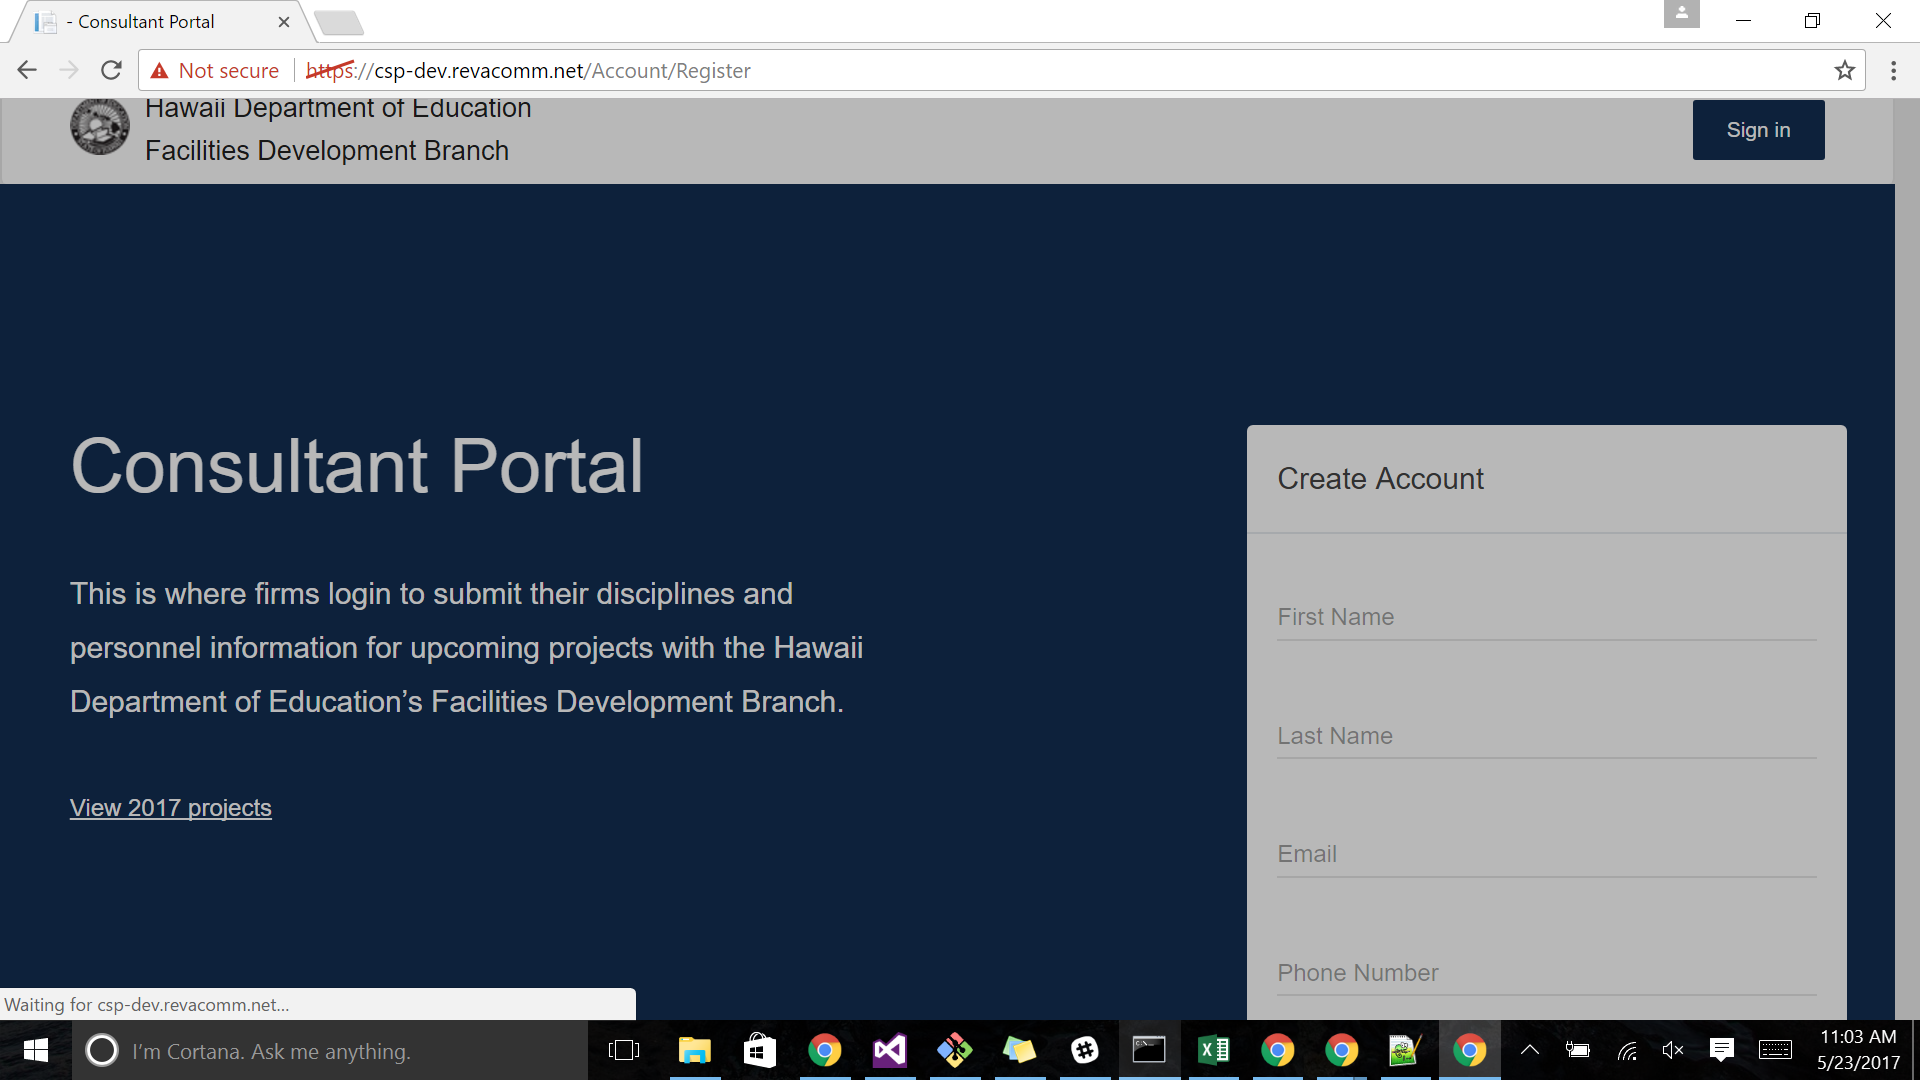 - Consultant Portal
Not secure https://csp-dev.revacomm.net/Account/Register
Hawaii Department of Education
Facilities Development Branch
Sign in
Consultant Portal
This is where firms login to submit their disciplines and
personnel information for upcoming projects with the Hawaii
Department of Education’s Facilities Development Branch.
View 2017 projects
Create Account
First Name
Last Name
Email
Phone Number
Waiting for csp-dev.revacomm.net...
I'm Cortana. Ask me anything.
11:03 AM
5/23/2017